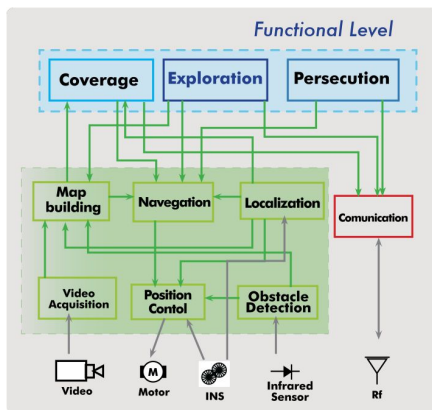 Functional Level
Coverage
Exploration
Persecution
Map
building
Navegation
Localization
Comunication
Video
Acquisition
Position
Contol
Obstacle
Detection
Video
M
Motor
INS
Infrared
Sensor
Rf